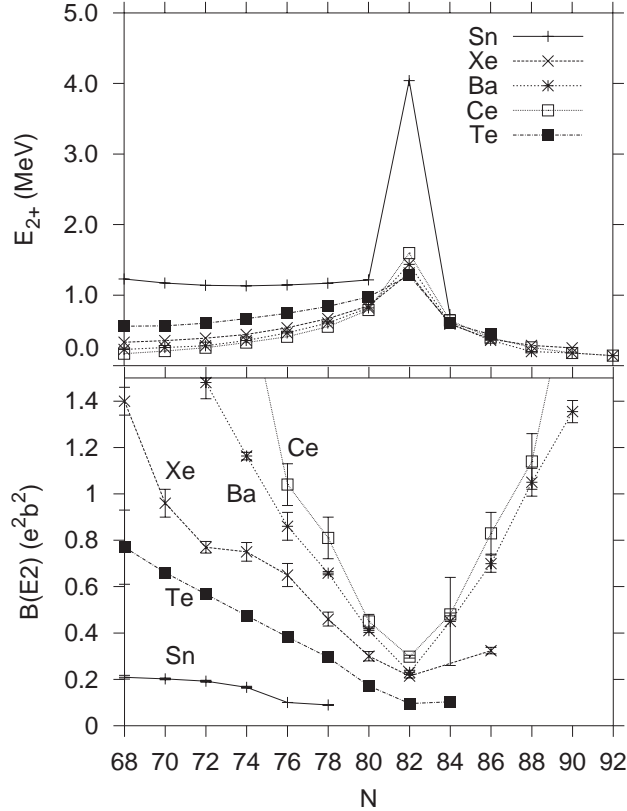 5.0
4.0
3.0
2.0
1.0
0.0
E2+ (MeV)
Sn
Xe
Ba
Ce
Te
1.4
1.2
1
0.8
0.6
0.4
0.2
0
B(E2) (e²b²)
Ce
Xe
Ba
Te
Sn
68 70 72 74 76 78 80 82 84 86 88 90 92
N